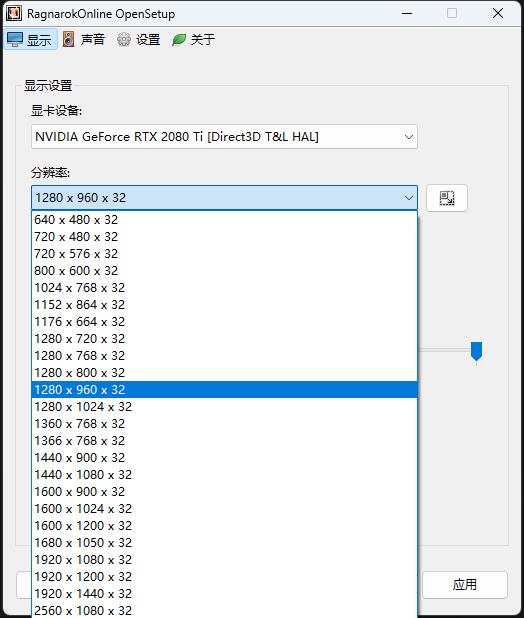 RagnarokOnline OpenSetup
显示 声音 设置 关于
显示设置
显卡设备:
NVIDIA GeForce RTX 2080 Ti [Direct3D T&L HAL]
分辨率:
1280 x 960 x 32
640 x 480 x 32
720 x 480 x 32
720 x 576 x 32
800 x 600 x 32
1024 x 768 x 32
1152 x 864 x 32
1176 x 664 x 32
1280 x 720 x 32
1280 x 768 x 32
1280 x 800 x 32
1280 x 960 x 32
1280 x 1024 x 32
1360 x 768 x 32
1366 x 768 x 32
1440 x 900 x 32
1440 x 1080 x 32
1600 x 900 x 32
1600 x 1024 x 32
1600 x 1200 x 32
1680 x 1050 x 32
1920 x 1080 x 32
1920 x 1200 x 32
1920 x 1440 x 32
2560 x 1080 x 32
应用